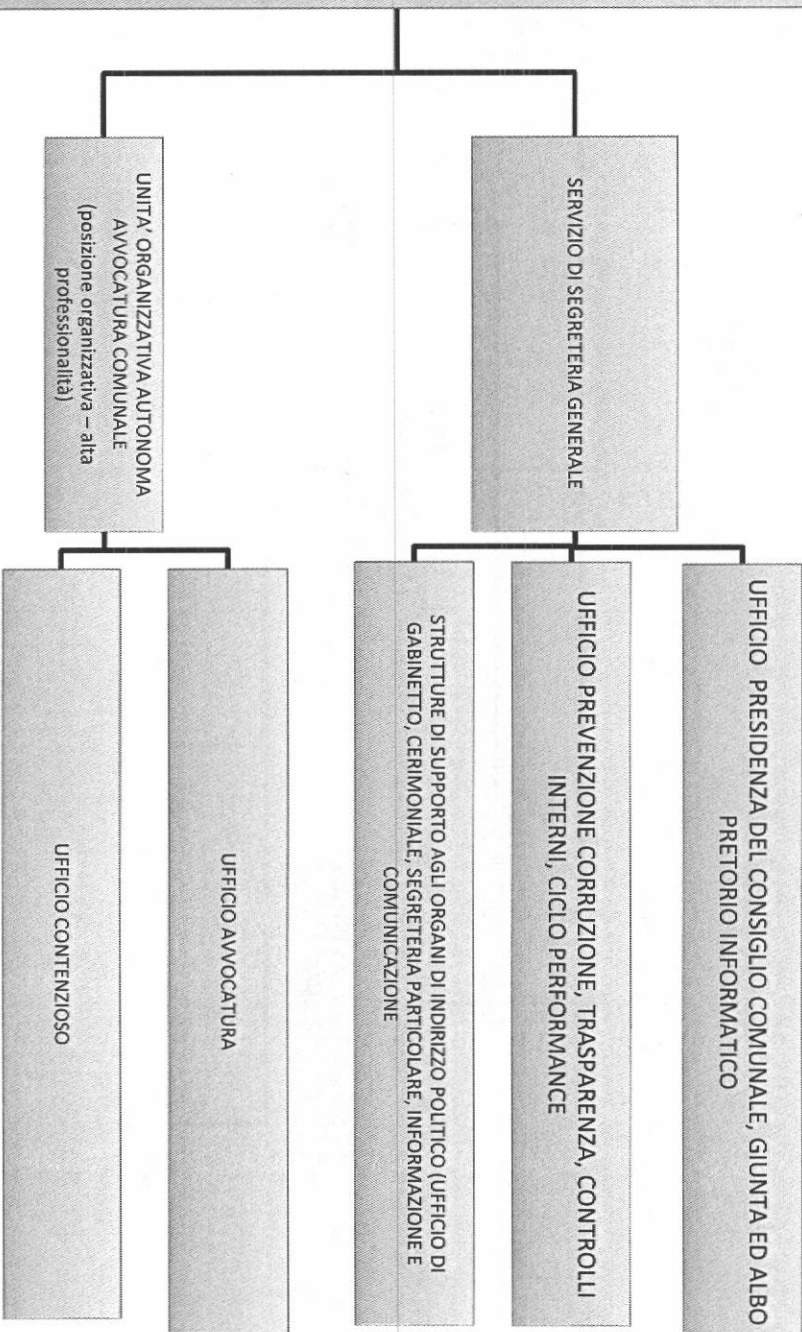 SERVIZIO DI SEGRETERIA GENERALE
UFFICIO PRESIDENZA DEL CONSIGLIO COMUNALE, GIUNTA ED ALBO
PRETORIO INFORMATICO
UFFICIO PREVENZIONE CORRUZIONE, TRASPARENZA, CONTROLLI
INTERNI, CICLO PERFORMANCE
STRUTTURE DI SUPPORTO AGLI ORGANI DI INDIRIZZO POLITICO (UFFICIO DI
GABINETTO, CERIMONIALE, SEGRETERIA PARTICOLARE, INFORMAZIONE E
COMUNICAZIONE
UNITA' ORGANIZZATIVA AUTONOMA
AVVOCATURA COMUNALE
(posizione organizzativa – alta
professionalità)
UFFICIO AVVOCATURA
UFFICIO CONTENZIOSO